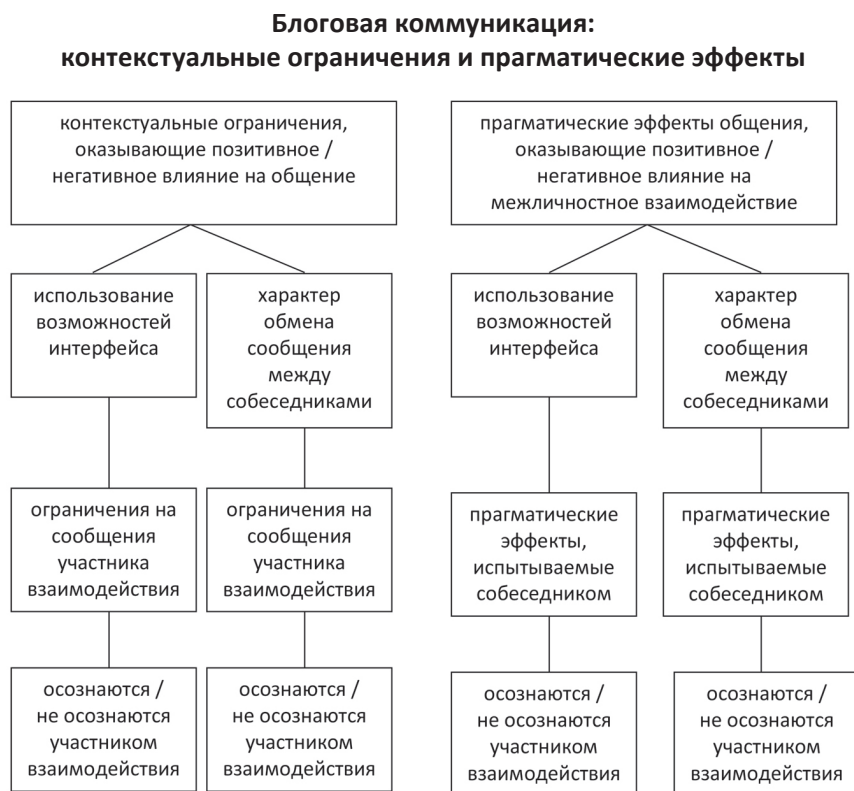 Блоговая коммуникация:
контекстуальные ограничения и прагматические эффекты
контекстуальные ограничения,
оказывающие позитивное /
негативное влияние на общение
прагматические эффекты общения,
оказывающие позитивное /
негативное влияние на
межличностное взаимодействие
использование
возможностей
интерфейса
характер
обмена
сообщения
между
собеседниками
использование
возможностей
интерфейса
характер
обмена
сообщения
между
собеседниками
ограничения на
сообщения
участника
взаимодействия
ограничения на
сообщения
участника
взаимодействия
прагматические
эффекты,
испытываемые
собеседником
прагматические
эффекты,
испытываемые
собеседником
осознаются /
не осознаются
участником
взаимодействия
осознаются /
не осознаются
участником
взаимодействия
осознаются /
не осознаются
участником
взаимодействия
осознаются /
не осознаются
участником
взаимодействия